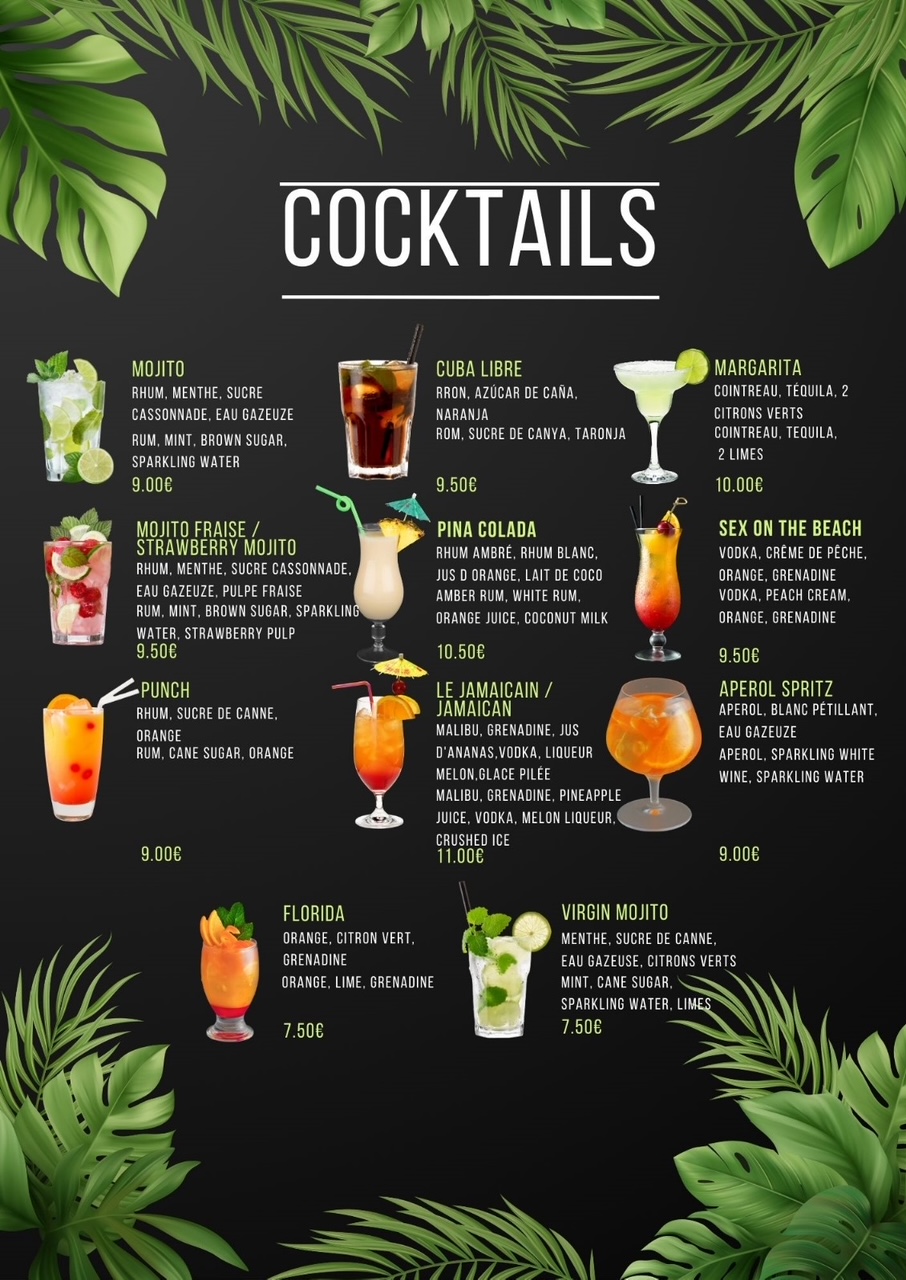 COCKTAILS
MOJITO
RHUM, MENTHE, SUCRE
CASSONNADE, EAU GAZEUZE
RUM, MINT, BROWN SUGAR,
SPARKLING WATER
9.00€
CUBA LIBRE
RRON, AZÚCAR DE CAÑA,
NARANJA
ROM, SUCRE DE CANYA, TARONJA
9.50€
MARGARITA
COINTREAU, TÉQUILA, 2
CITRONS VERTS
COINTREAU, TEQUILA,
2 LIMES
10.00€
MOJITO FRAISE /
STRAWBERRY MOJITO
RHUM, MENTHE, SUCRE CASSONNADE,
EAU GAZEUZE, PULPE FRAISE
RUM, MINT, BROWN SUGAR, SPARKLING
WATER, STRAWBERRY PULP
9.50€
PINA COLADA
RHUM AMBRÉ, RHUM BLANC,
JUS D ORANGE, LAIT DE COCO
AMBER RUM, WHITE RUM,
ORANGE JUICE, COCONUT MILK
10.50€
SEX ON THE BEACH
VODKA, CRÈME DE PÊCHE,
ORANGE, GRENADINE
VODKA, PEACH CREAM,
ORANGE, GRENADINE
9.50€
PUNCH
RHUM, SUCRE DE CANNE,
ORANGE
RUM, CANE SUGAR, ORANGE
9.00€
LE JAMAICAIN /
JAMAICAN
MALIBU, GRENADINE, JUS
D'ANANAS,VODKA, LIQUEUR
MELON,GLACE PILÉE
MALIBU, GRENADINE, PINEAPPLE
JUICE, VODKA, MELON LIQUEUR,
CRUSHED ICE
11.00€
APEROL SPRITZ
APEROL, BLANC PÉTILLANT,
EAU GAZEUZE
APEROL, SPARKLING WHITE
WINE, SPARKLING WATER
9.00€
FLORIDA
ORANGE, CITRON VERT,
GRENADINE
ORANGE, LIME, GRENADINE
7.50€
VIRGIN MOJITO
MENTHE, SUCRE DE CANNE,
EAU GAZEUSE, CITRONS VERTS
MINT, CANE SUGAR,
SPARKLING WATER, LIMES
7.50€